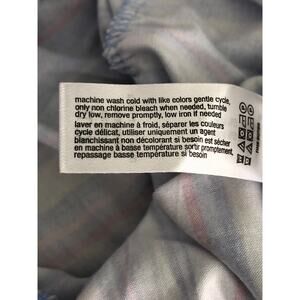 machine wash cold with like colors gentle cycle,
only non chlorine bleach when needed, tumble
dry low, remove promptly, low iron if needed
laver en machine à froid, séparer les couleurs
cycle délicat, utiliser uniquement un agent
blanchissant non décolorant si besoin est sécher
en machine à basse température sortir promptement,
repassage basse température si besoin